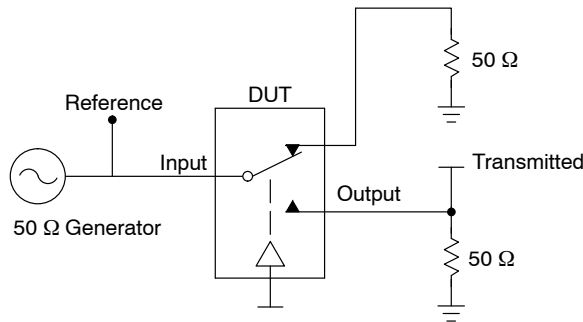 50 Ω
DUT
Reference
Input
Transmitted
Output
50 Ω Generator
50 Ω